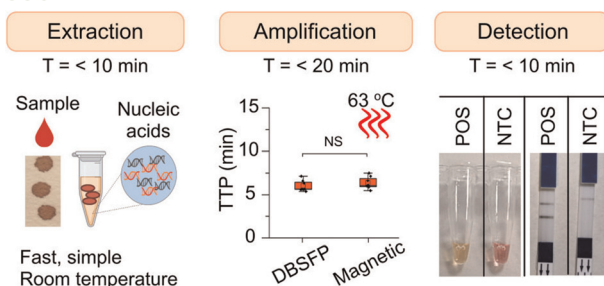 Extraction
T = < 10 min
Sample
Nucleic
acids
Fast, simple
Room temperature
Amplification
T = < 20 min
63 °C
NS
TTP (min)
15
10
5
0
DBSFP
Magnetic
Detection
T = < 10 min
POS
NTC
POS
NTC